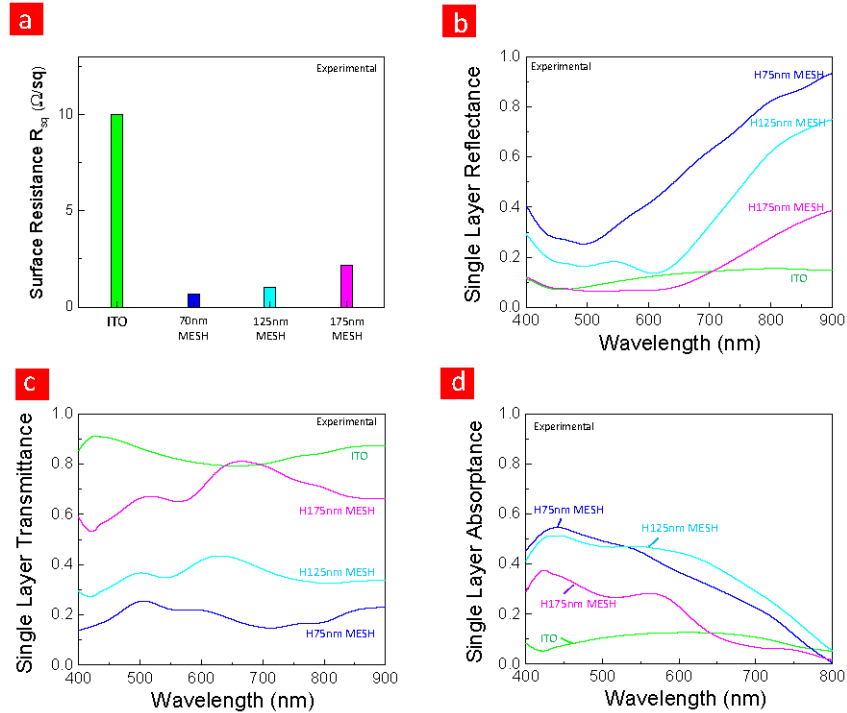 a
Surface Resistance Rsq (Ω/sq)
Experimental
10
5
0
ITO
70nm
MESH
125nm
MESH
175nm
MESH
b
Single Layer Reflectance
Experimental
1.0
0.8
0.6
0.4
0.2
0.0
H75nm MESH
H125nm MESH
H175nm MESH
ITO
400 500 600 700 800 900
Wavelength (nm)
c
Single Layer Transmittance
Experimental
1.0
0.8
0.6
0.4
0.2
0.0
ITO
H175nm MESH
H125nm MESH
H75nm MESH
400 500 600 700 800 900
Wavelength (nm)
d
Single Layer Absorptance
Experimental
1.0
0.8
0.6
0.4
0.2
0.0
H75nm MESH
H125nm MESH
H175nm MESH
ITO
400 500 600 700 800
Wavelength (nm)